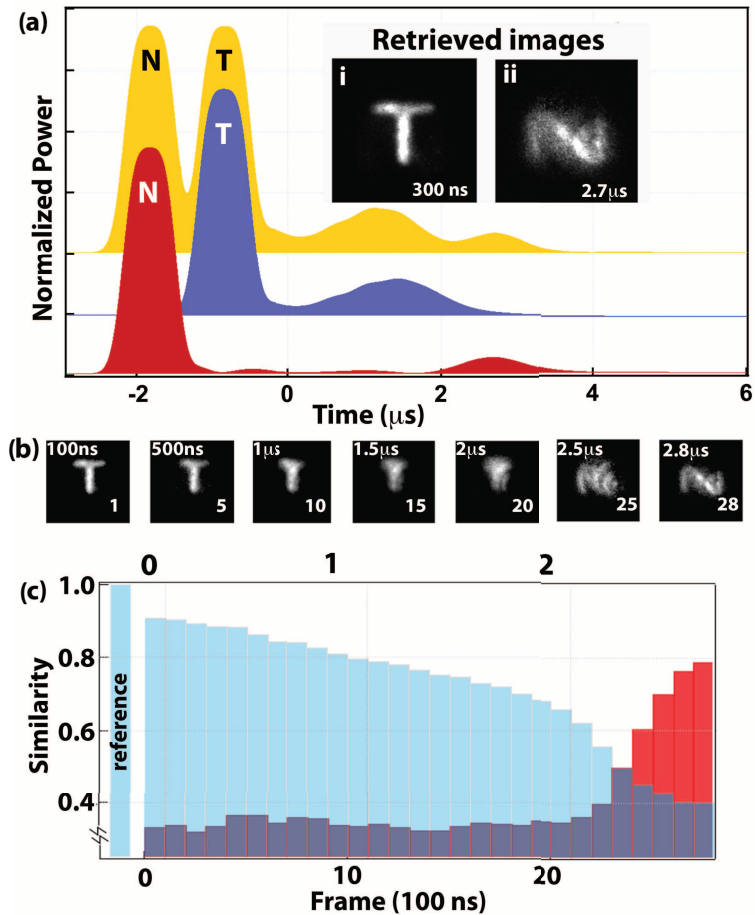 (a)
N T
T
N
Retrieved images
i ii
300 ns 2.7μs
Normalized Power
-2 0 2 4 6
Time (μs)
(b)
100ns 500ns 1μs 1.5μs 2μs 2.5μs 2.8μs
1 5 10 15 20 25 28
0 1 2
(c)
1.0
0.8
0.6
0.4
Similarity
reference
0 10 20
Frame (100 ns)